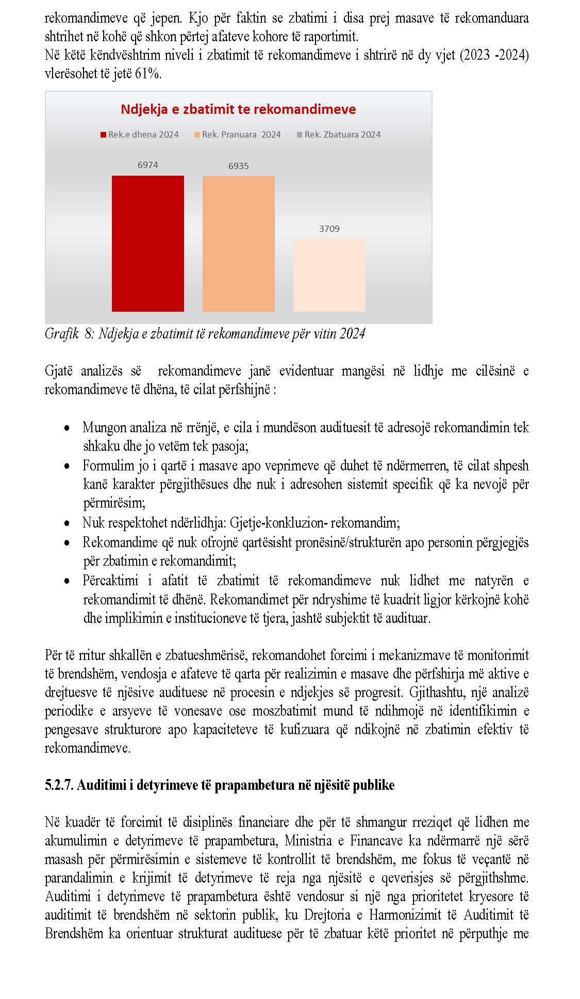 rekomandimeve që jepen. Kjo për faktin se zbatimi i disa prej masave të rekomanduara
shtrihet në kohë që shkon përtej afateve kohore të raportimit.
Në këtë këndvështrim niveli i zbatimit të rekomandimeve i shtrirë në dy vjet (2023 -2024)
vlerësohet të jetë 61%.
Ndjekja e zbatimit te rekomandimeve
Rek.e dhena 2024 Rek. Pranuara 2024 Rek. Zbatuara 2024
6974
6935
3709
Grafik 8: Ndjekja e zbatimit të rekomandimeve për vitin 2024
Gjatë analizës së rekomandimeve janë evidentuar mangësi në lidhje me cilësinë e
rekomandimeve të dhëna, të cilat përfshijnë :
• Mungon analiza në rrënjë, e cila i mundëson audituesit të adresojë rekomandimin tek
shkaku dhe jo vetëm tek pasoja;
• Formulim jo i qartë i masave apo veprimeve që duhet të ndërmerren, të cilat shpesh
kanë karakter përgjithësues dhe nuk i adresohen sistemit specifik që ka nevojë për
përmirësim;
• Nuk respektohet ndërlidhja: Gjetje-konkluzion- rekomandim;
• Rekomandime që nuk ofrojnë qartësisht pronësinë/strukturën apo personin përgjegjës
për zbatimin e rekomandimit;
• Përcaktimi i afatit të zbatimit të rekomandimeve nuk lidhet me natyrën e
rekomandimit të dhënë. Rekomandimet për ndryshime të kuadrit ligjor kërkojnë kohë
dhe implikimin e institucioneve të tjera, jashtë subjektit të audituar.
Për të rritur shkallën e zbatueshmërisë, rekomandohet forcimi i mekanizmave të monitorimit
të brendshëm, vendosja e afateve të qarta për realizimin e masave dhe përfshirja më aktive e
drejtuesve të njësive audituese në procesin e ndjekjes së progresit. Gjithashtu, një analizë
periodike e arsyeve të vonesave ose moszbatimit mund të ndihmojë në identifikimin e
pengesave strukturore apo kapaciteteve të kufizuara që ndikojnë në zbatimin efektiv të
rekomandimeve.
5.2.7. Auditimi i detyrimeve të prapambetura në njësitë publike
Në kuadër të forcimit të disiplinës financiare dhe për të shmangur rreziqet që lidhen me
akumulimin e detyrimeve të prapambetura, Ministria e Financave ka ndërmarrë një sërë
masash për përmirësimin e sistemeve të kontrollit të brendshëm, me fokus të veçantë në
parandalimin e krijimit të detyrimeve të reja nga njësitë e qeverisjes së përgjithshme.
Auditimi i detyrimeve të prapambetura është vendosur si një nga prioritetet kryesore të
auditimit të brendshëm në sektorin publik, ku Drejtoria e Harmonizimit të Auditimit të
Brendshëm ka orientuar strukturat audituese për të zbatuar këtë prioritet në përputhje me